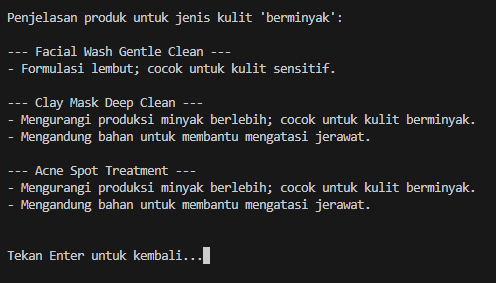 Penjelasan produk untuk jenis kulit 'berminyak':
--- Facial Wash Gentle Clean ---
- Formulasi lembut; cocok untuk kulit sensitif.
--- Clay Mask Deep Clean ---
- Mengurangi produksi minyak berlebih; cocok untuk kulit berminyak.
- Mengandung bahan untuk membantu mengatasi jerawat.
--- Acne Spot Treatment ---
- Mengurangi produksi minyak berlebih; cocok untuk kulit berminyak.
- Mengandung bahan untuk membantu mengatasi jerawat.
Tekan Enter untuk kembali...